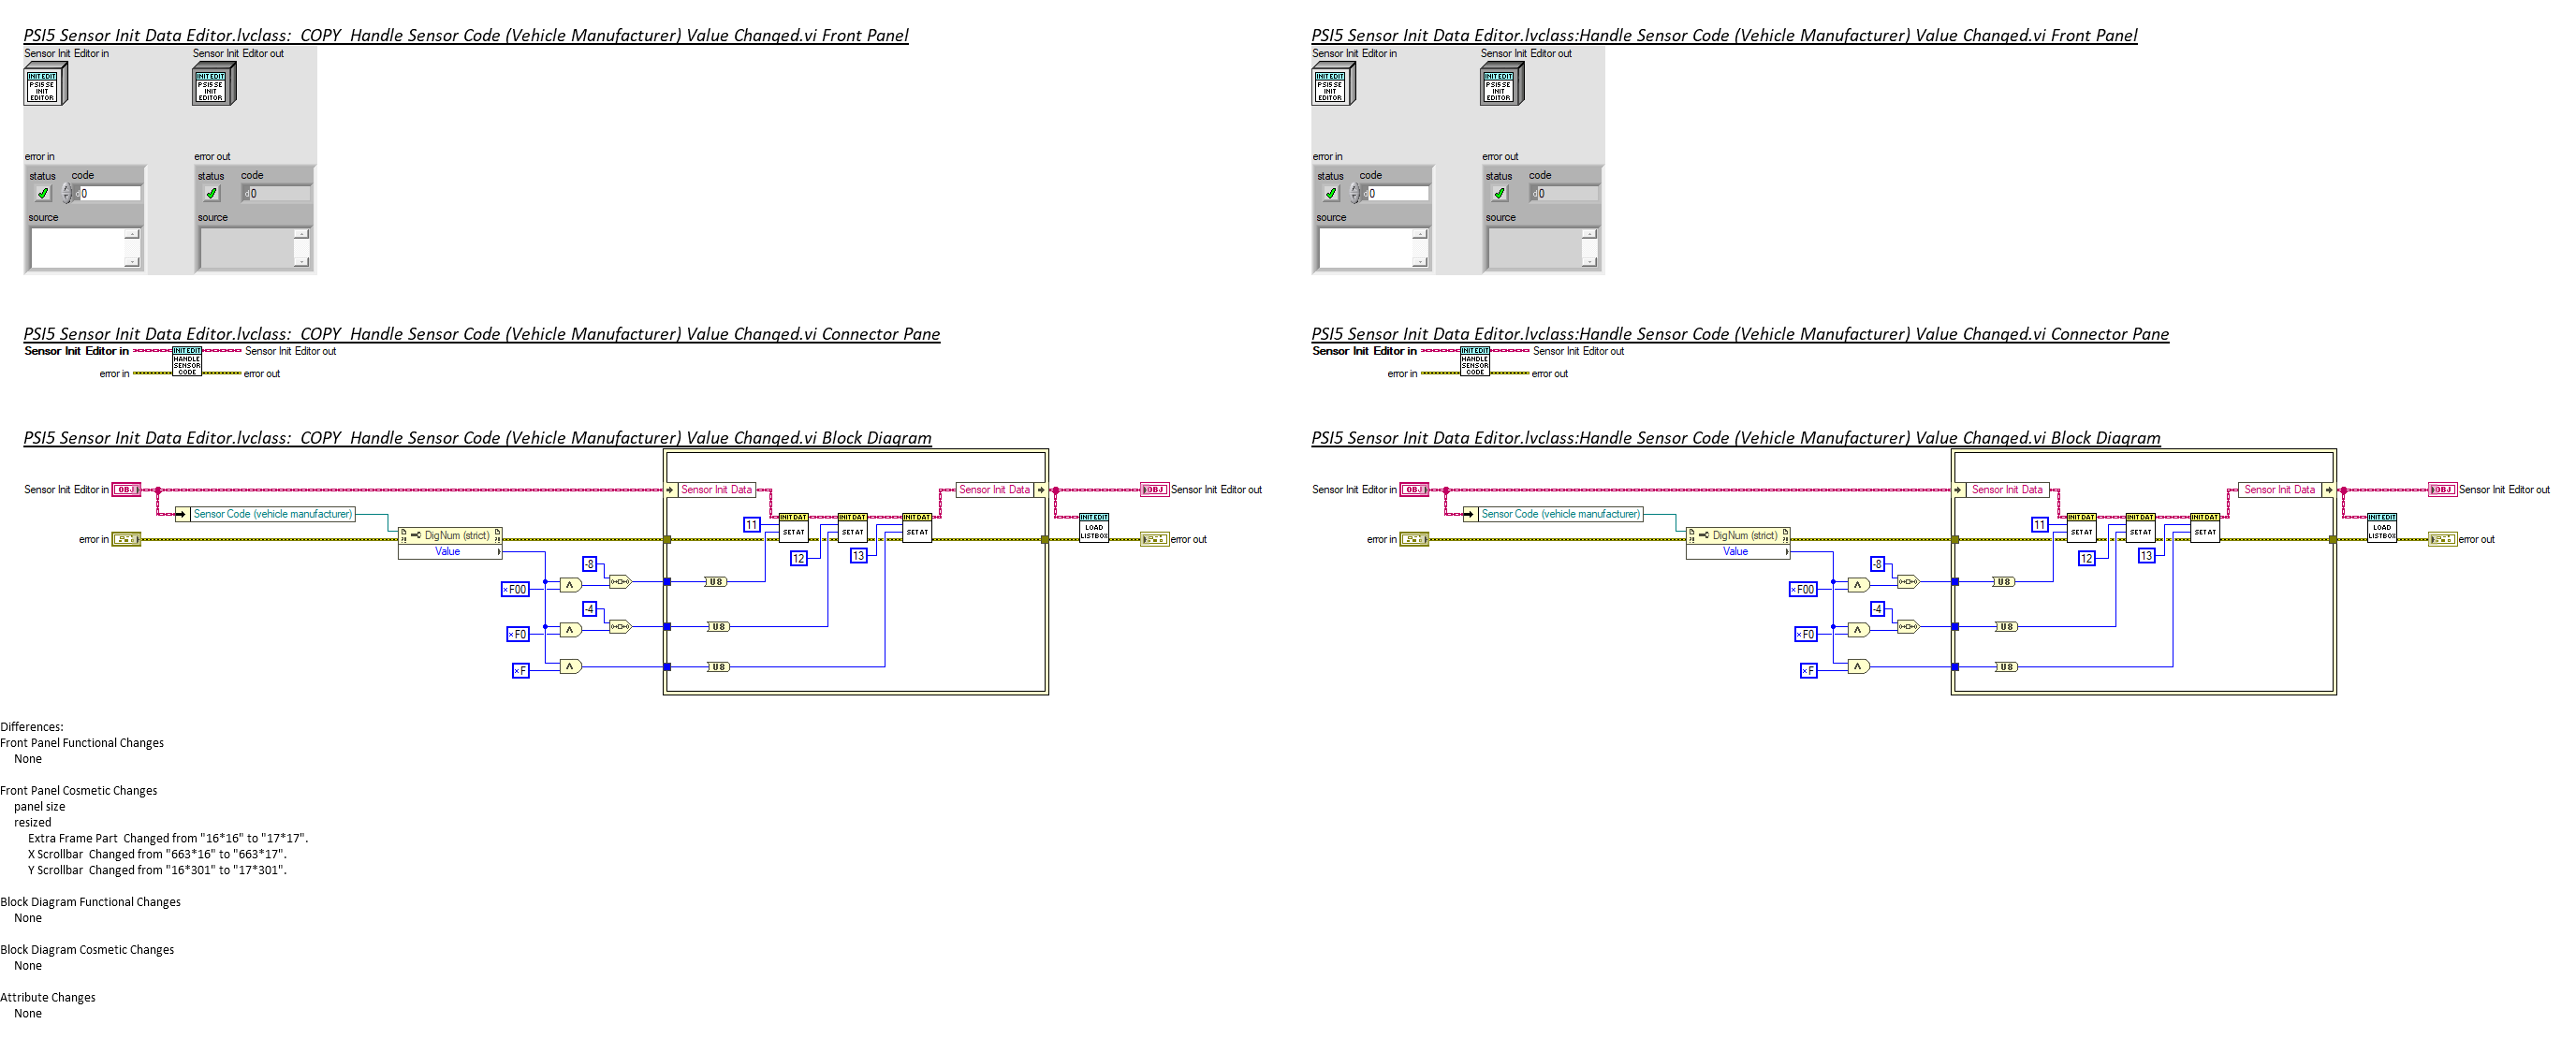 PSI5 Sensor Init Data Editor.lvclass:_COPY_Handle Sensor Code (Vehicle Manufacturer) Value Changed.vi Front Panel
Sensor Init Editor in
Sensor Init Editor out
INIT EDIT
PSI5 SE
INIT
EDITOR
INIT EDIT
PSI5 SE
INIT
EDITOR
error in
error out
status code
0
source
status code
0
source
PSI5 Sensor Init Data Editor.lvclass:_COPY_Handle Sensor Code (Vehicle Manufacturer) Value Changed.vi Connector Pane
Sensor Init Editor in
INIT EDIT
HANDLE
SENSOR
CODE
Sensor Init Editor out
error in
error out
PSI5 Sensor Init Data Editor.lvclass:_COPY_Handle Sensor Code (Vehicle Manufacturer) Value Changed.vi Block Diagram
Sensor Init Editor in
OBJ
Sensor Init Data
Sensor Init Data
OBJ
Sensor Init Editor out
Sensor Code (vehicle manufacturer)
error in
DigNum (strict)
Value
11
12
13
INIT DAT
SET AT
INIT DAT
SET AT
INIT DAT
SET AT
INIT EDIT
LOAD
LISTBOX
error out
-8
xF00
U8
-4
xF0
U8
xF
U8
PSI5 Sensor Init Data Editor.lvclass:Handle Sensor Code (Vehicle Manufacturer) Value Changed.vi Front Panel
Sensor Init Editor in
Sensor Init Editor out
INIT EDIT
PSI5 SE
INIT
EDITOR
INIT EDIT
PSI5 SE
INIT
EDITOR
error in
error out
status code
0
source
status code
0
source
PSI5 Sensor Init Data Editor.lvclass:Handle Sensor Code (Vehicle Manufacturer) Value Changed.vi Connector Pane
Sensor Init Editor in
INIT EDIT
HANDLE
SENSOR
CODE
Sensor Init Editor out
error in
error out
PSI5 Sensor Init Data Editor.lvclass:Handle Sensor Code (Vehicle Manufacturer) Value Changed.vi Block Diagram
Sensor Init Editor in
OBJ
Sensor Init Data
Sensor Init Data
OBJ
Sensor Init Editor out
Sensor Code (vehicle manufacturer)
error in
DigNum (strict)
Value
11
12
13
INIT DAT
SET AT
INIT DAT
SET AT
INIT DAT
SET AT
INIT EDIT
LOAD
LISTBOX
error out
-8
xF00
U8
-4
xF0
U8
xF
U8
Differences:
Front Panel Functional Changes
None
Front Panel Cosmetic Changes
panel size
resized
Extra Frame Part Changed from "16*16" to "17*17".
X Scrollbar Changed from "663*16" to "663*17".
Y Scrollbar Changed from "16*301" to "17*301".
Block Diagram Functional Changes
None
Block Diagram Cosmetic Changes
None
Attribute Changes
None